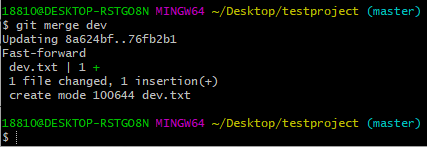 18810@DESKTOP-RSTGO8N MINGW64 ~/Desktop/testproject (master)
$ git merge dev
Updating 8a624bf..76fb2b1
Fast-forward
 dev.txt | 1 +
 1 file changed, 1 insertion(+)
 create mode 100644 dev.txt
18810@DESKTOP-RSTGO8N MINGW64 ~/Desktop/testproject (master)
$